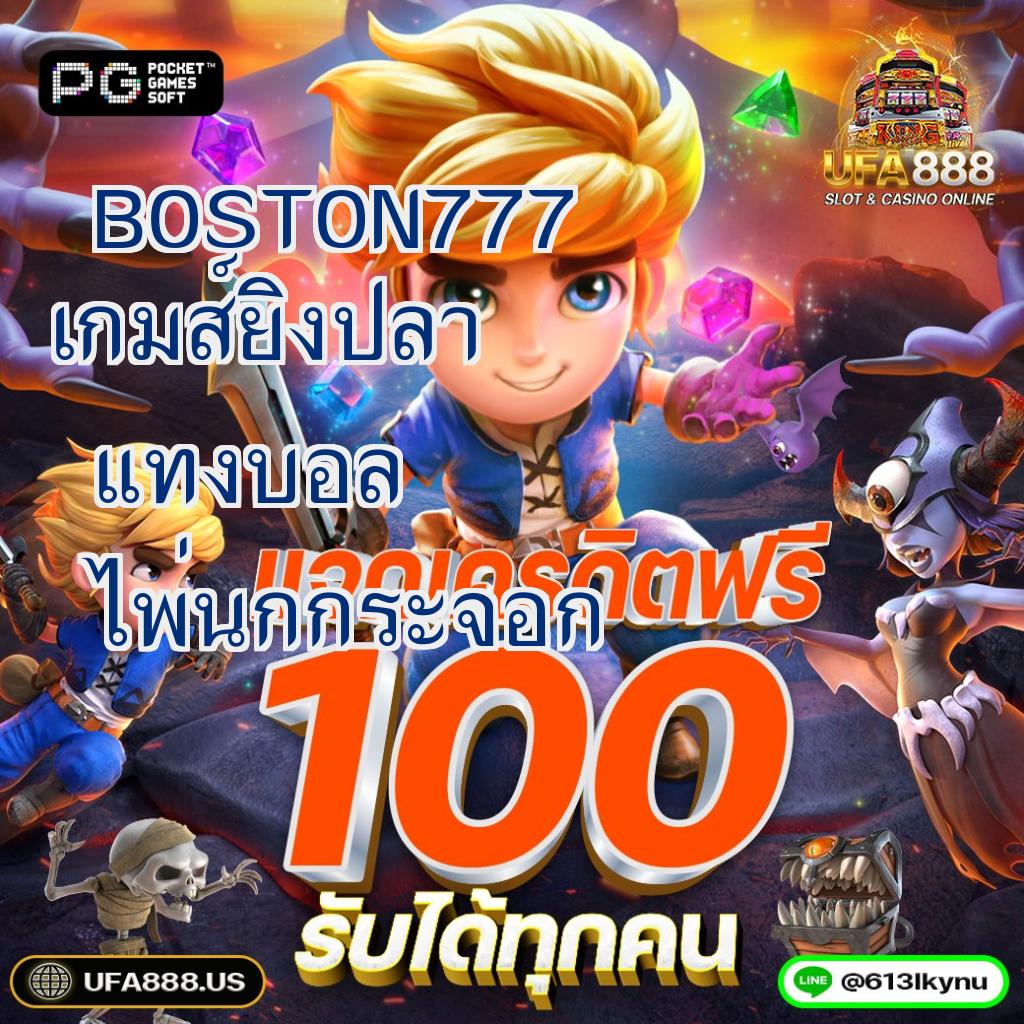 PG POCKET GAMES SOFT™
UFA888
SLOT & CASINO ONLINE
BOSTON777
เกมส์ยิงปลา
แทงบอล
แจกเครดิตฟรี
ไพ่นกกระจอก
100
รับได้ทุกคน
UFA888.US
LINE @613lkynu